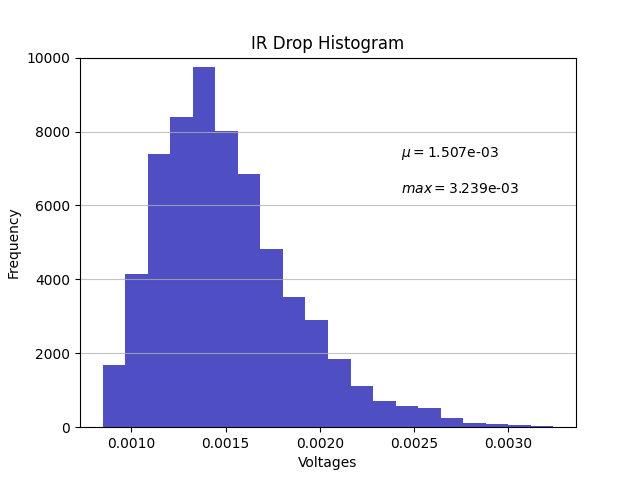 IR Drop Histogram
10000
8000
6000
4000
2000
0
Frequency
μ = 1.507e-03
max = 3.239e-03
0.0010 0.0015 0.0020 0.0025 0.0030
Voltages